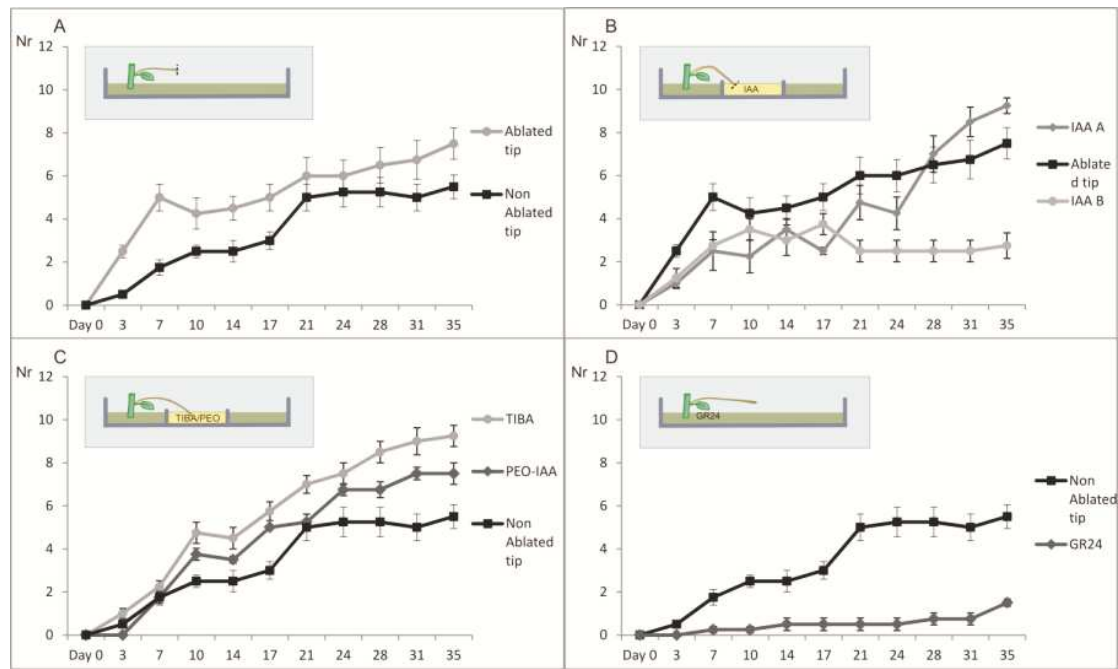 A
Nr
12
10
8
6
4
2
0
Day 0 3 7 10 14 17 21 24 28 31 35
Ablated
tip
Non
Ablated
tip
B
Nr
12
10
8
6
4
2
0
Day 0 3 7 10 14 17 21 24 28 31 35
IAA
IAA A
Ablate
d tip
IAA B
C
Nr
12
10
8
6
4
2
0
Day 0 3 7 10 14 17 21 24 28 31 35
TIBA/PEO
TIBA
PEO-IAA
Non
Ablated
tip
D
Nr
12
10
8
6
4
2
0
Day 0 3 7 10 14 17 21 24 28 31 35
GR24
Non
Ablated
tip
GR24